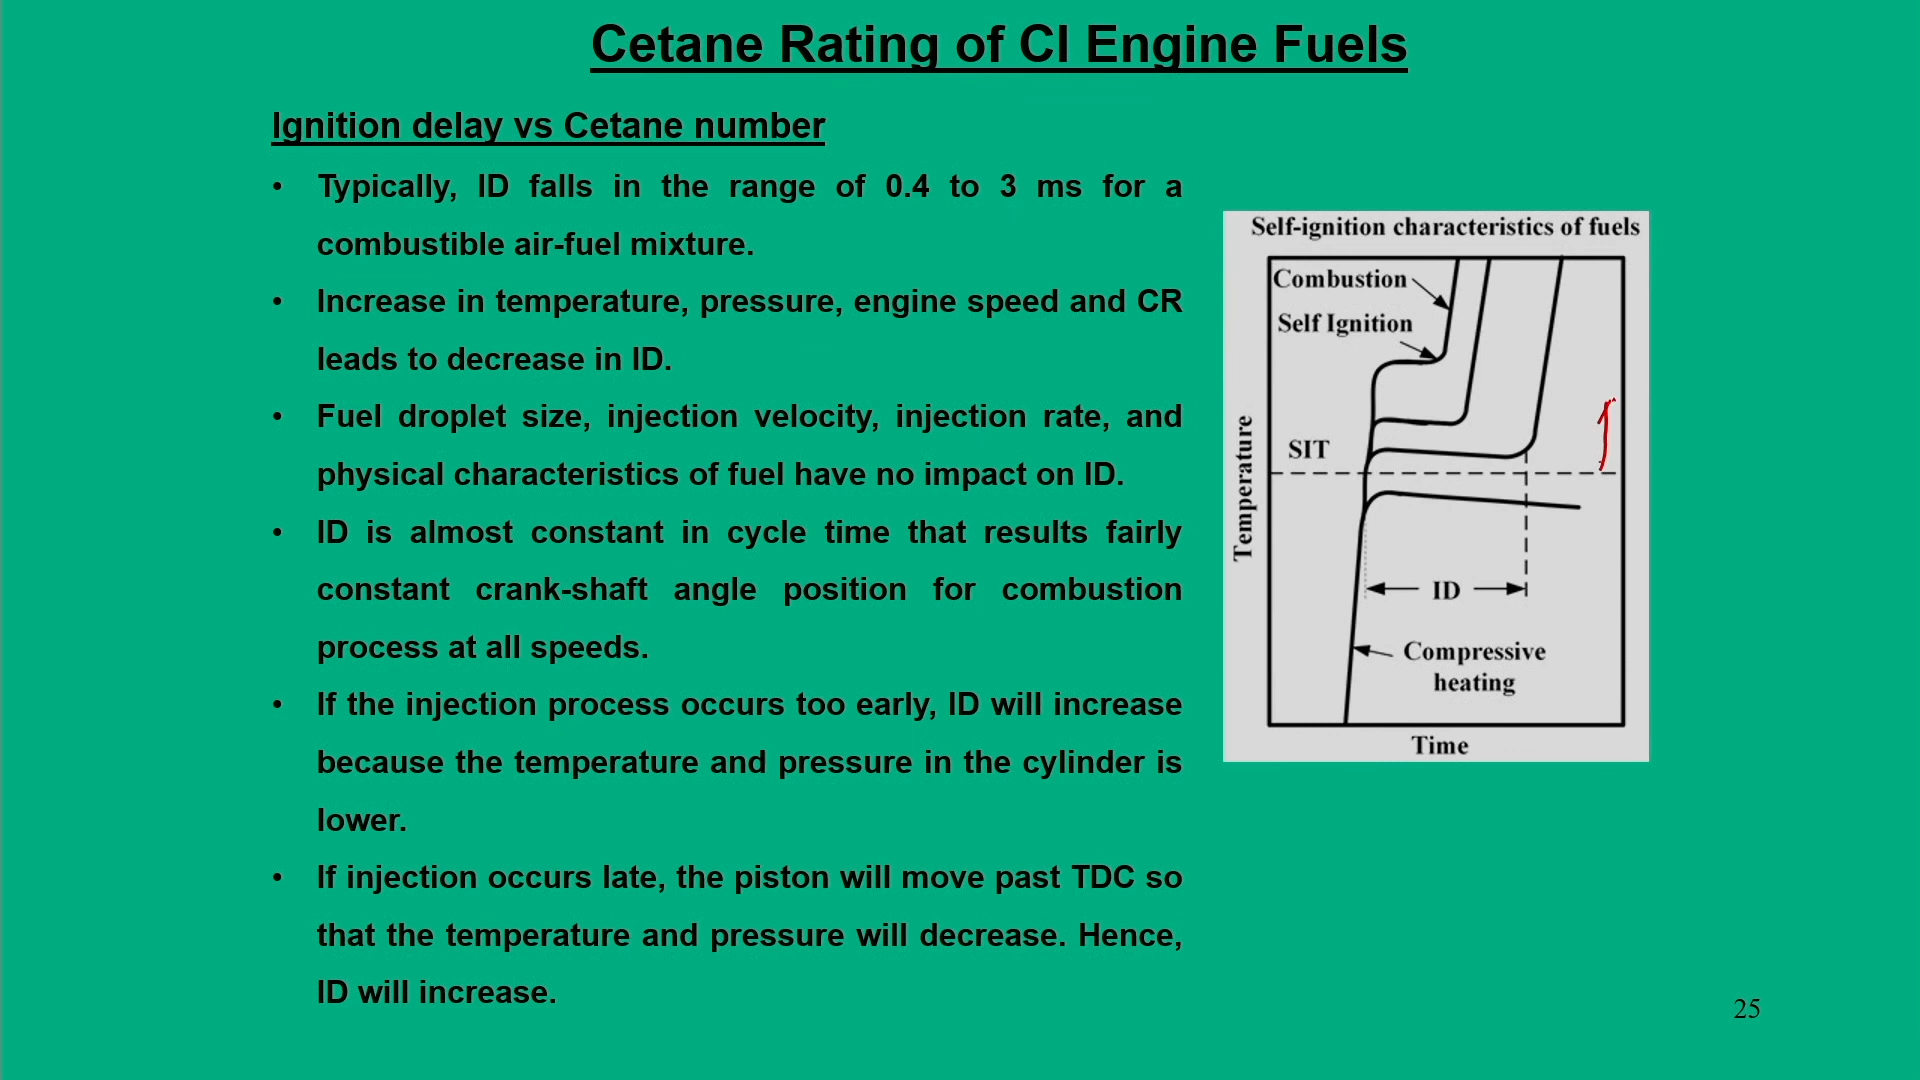 Cetane Rating of CI Engine Fuels
Ignition delay vs Cetane number
• Typically, ID falls in the range of 0.4 to 3 ms for a
combustible air-fuel mixture.
• Increase in temperature, pressure, engine speed and CR
leads to decrease in ID.
• Fuel droplet size, injection velocity, injection rate, and
physical characteristics of fuel have no impact on ID.
• ID is almost constant in cycle time that results fairly
constant crank-shaft angle position for combustion
process at all speeds.
• If the injection process occurs too early, ID will increase
because the temperature and pressure in the cylinder is
lower.
• If injection occurs late, the piston will move past TDC so
that the temperature and pressure will decrease. Hence,
ID will increase.
Self-ignition characteristics of fuels
Combustion
Self Ignition
SIT
Temperature
ID
Compressive
heating
Time
25